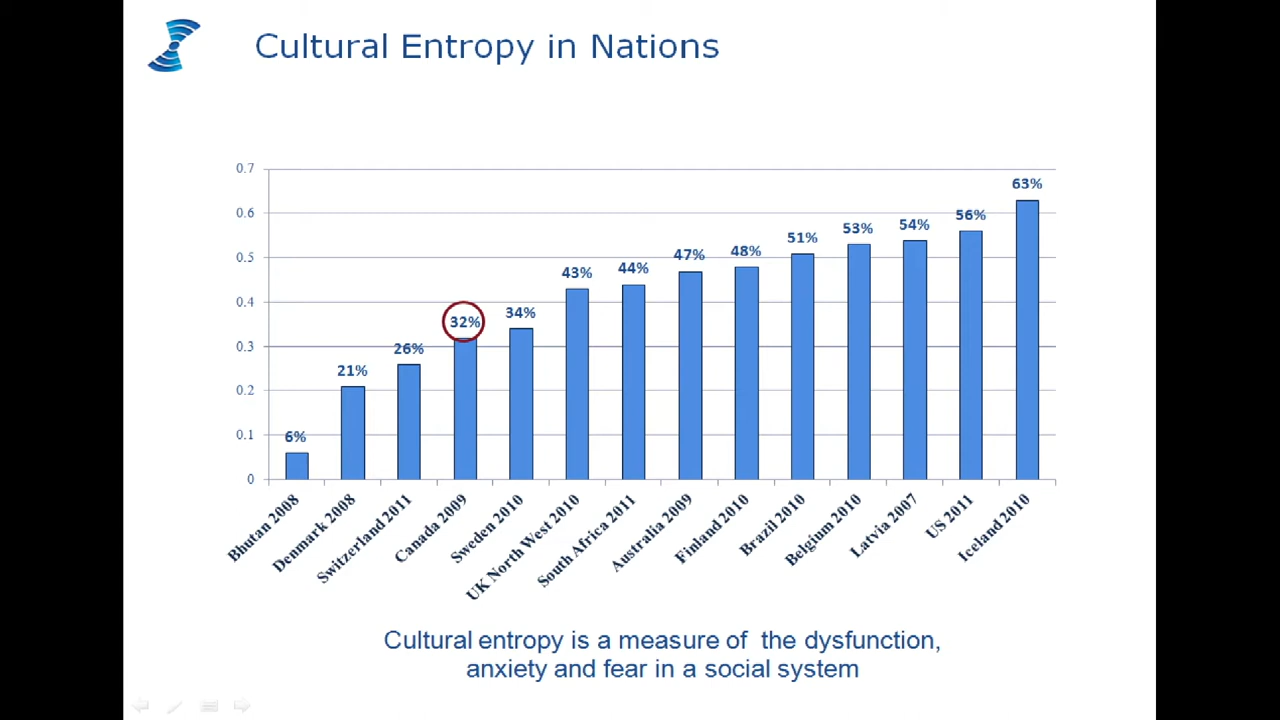 Cultural Entropy in Nations
0.7
0.6
0.5
0.4
0.3
0.2
0.1
0
6%
21%
26%
32%
34%
43%
44%
47%
48%
51%
53%
54%
56%
63%
Bhutan 2008
Denmark 2008
Switzerland 2011
Canada 2009
Sweden 2010
UK North West 2010
South Africa 2011
Australia 2009
Finland 2010
Brazil 2010
Belgium 2010
Latvia 2007
US 2011
Iceland 2010
Cultural entropy is a measure of the dysfunction,
anxiety and fear in a social system